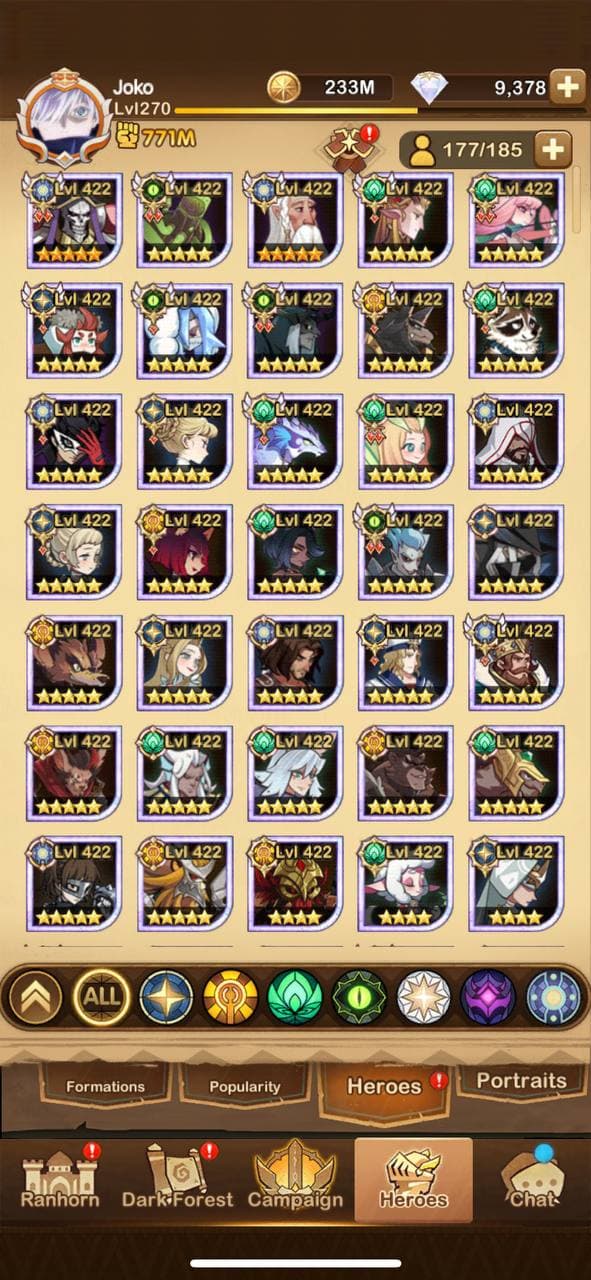 Joko
233M
9,378
Lvl270
771M
177/185
Lvl 422 Lvl 422 Lvl 422 Lvl 422 Lvl 422
Lvl 422 Lvl 422 Lvl 422 Lvl 422 Lvl 422
Lvl 422 Lvl 422 Lvl 422 Lvl 422 Lvl 422
Lvl 422 Lvl 422 Lvl 422 Lvl 422 Lvl 422
Lvl 422 Lvl 422 Lvl 422 Lvl 422 Lvl 422
Lvl 422 Lvl 422 Lvl 422 Lvl 422 Lvl 422
Lvl 422 Lvl 422 Lvl 422 Lvl 422 Lvl 422
ALL
Formations Popularity Heroes Portraits
Ranhorn Dark Forest Campaign Heroes Chat